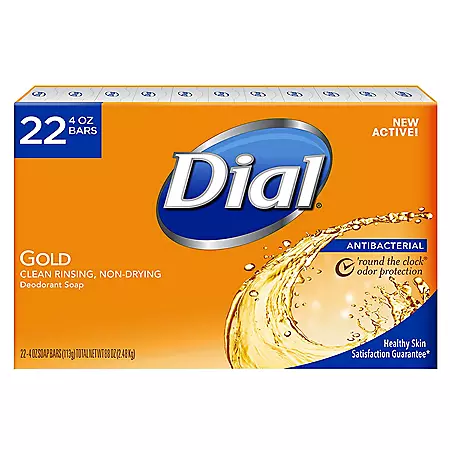 22 4 OZ
BARS
NEW
ACTIVE!
Dial®
ANTIBACTERIAL
GOLD
CLEAN RINSING, NON-DRYING
Deodorant Soap
'round the clock®
odor protection
Healthy Skin
Satisfaction Guarantee*
22-4 OZ SOAP BARS (113g) TOTAL NET WT 88 OZ (2.48 Kg)